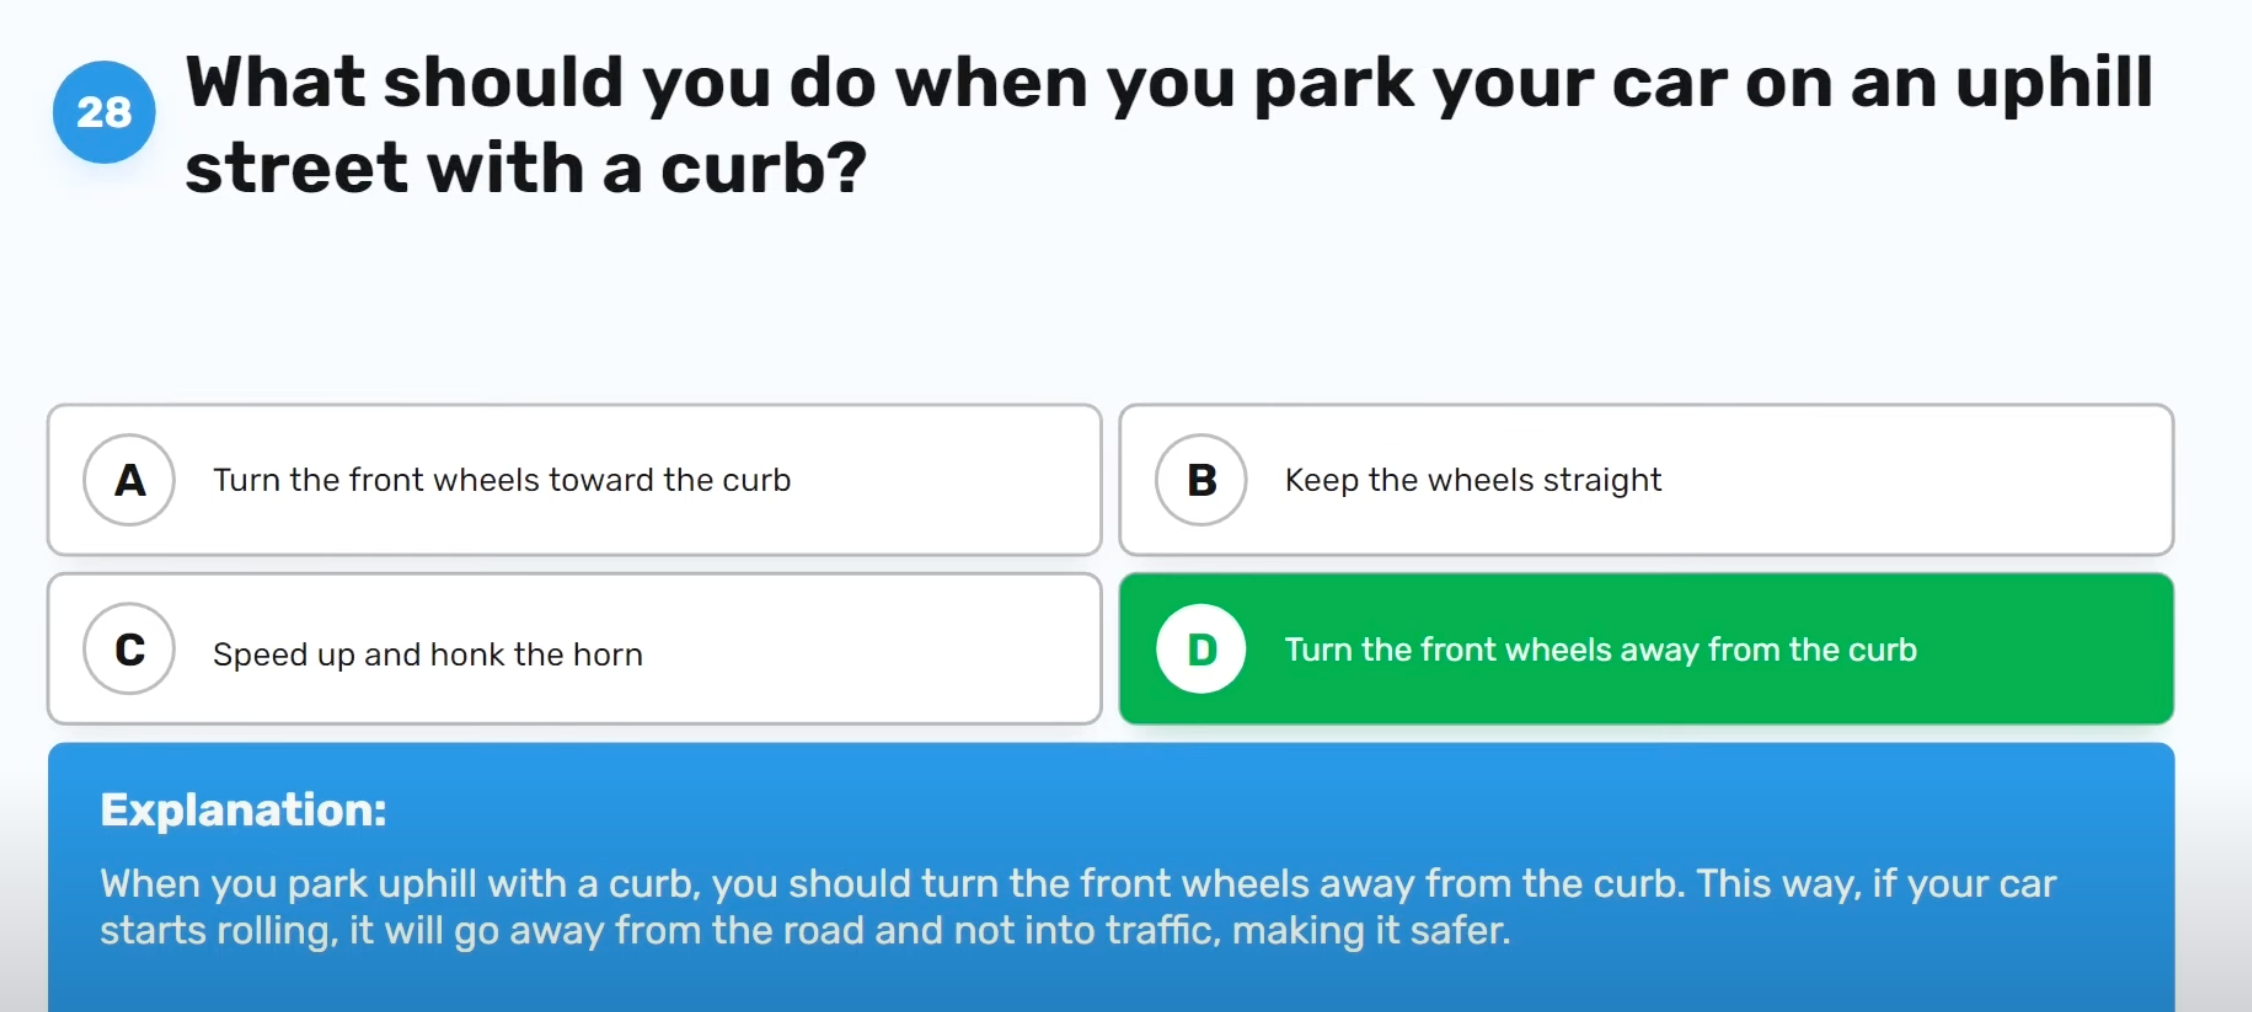 28
What should you do when you park your car on an uphill
street with a curb?
A
Turn the front wheels toward the curb
B
Keep the wheels straight
C
Speed up and honk the horn
D
Turn the front wheels away from the curb
Explanation:
When you park uphill with a curb, you should turn the front wheels away from the curb. This way, if your car
starts rolling, it will go away from the road and not into traffic, making it safer.